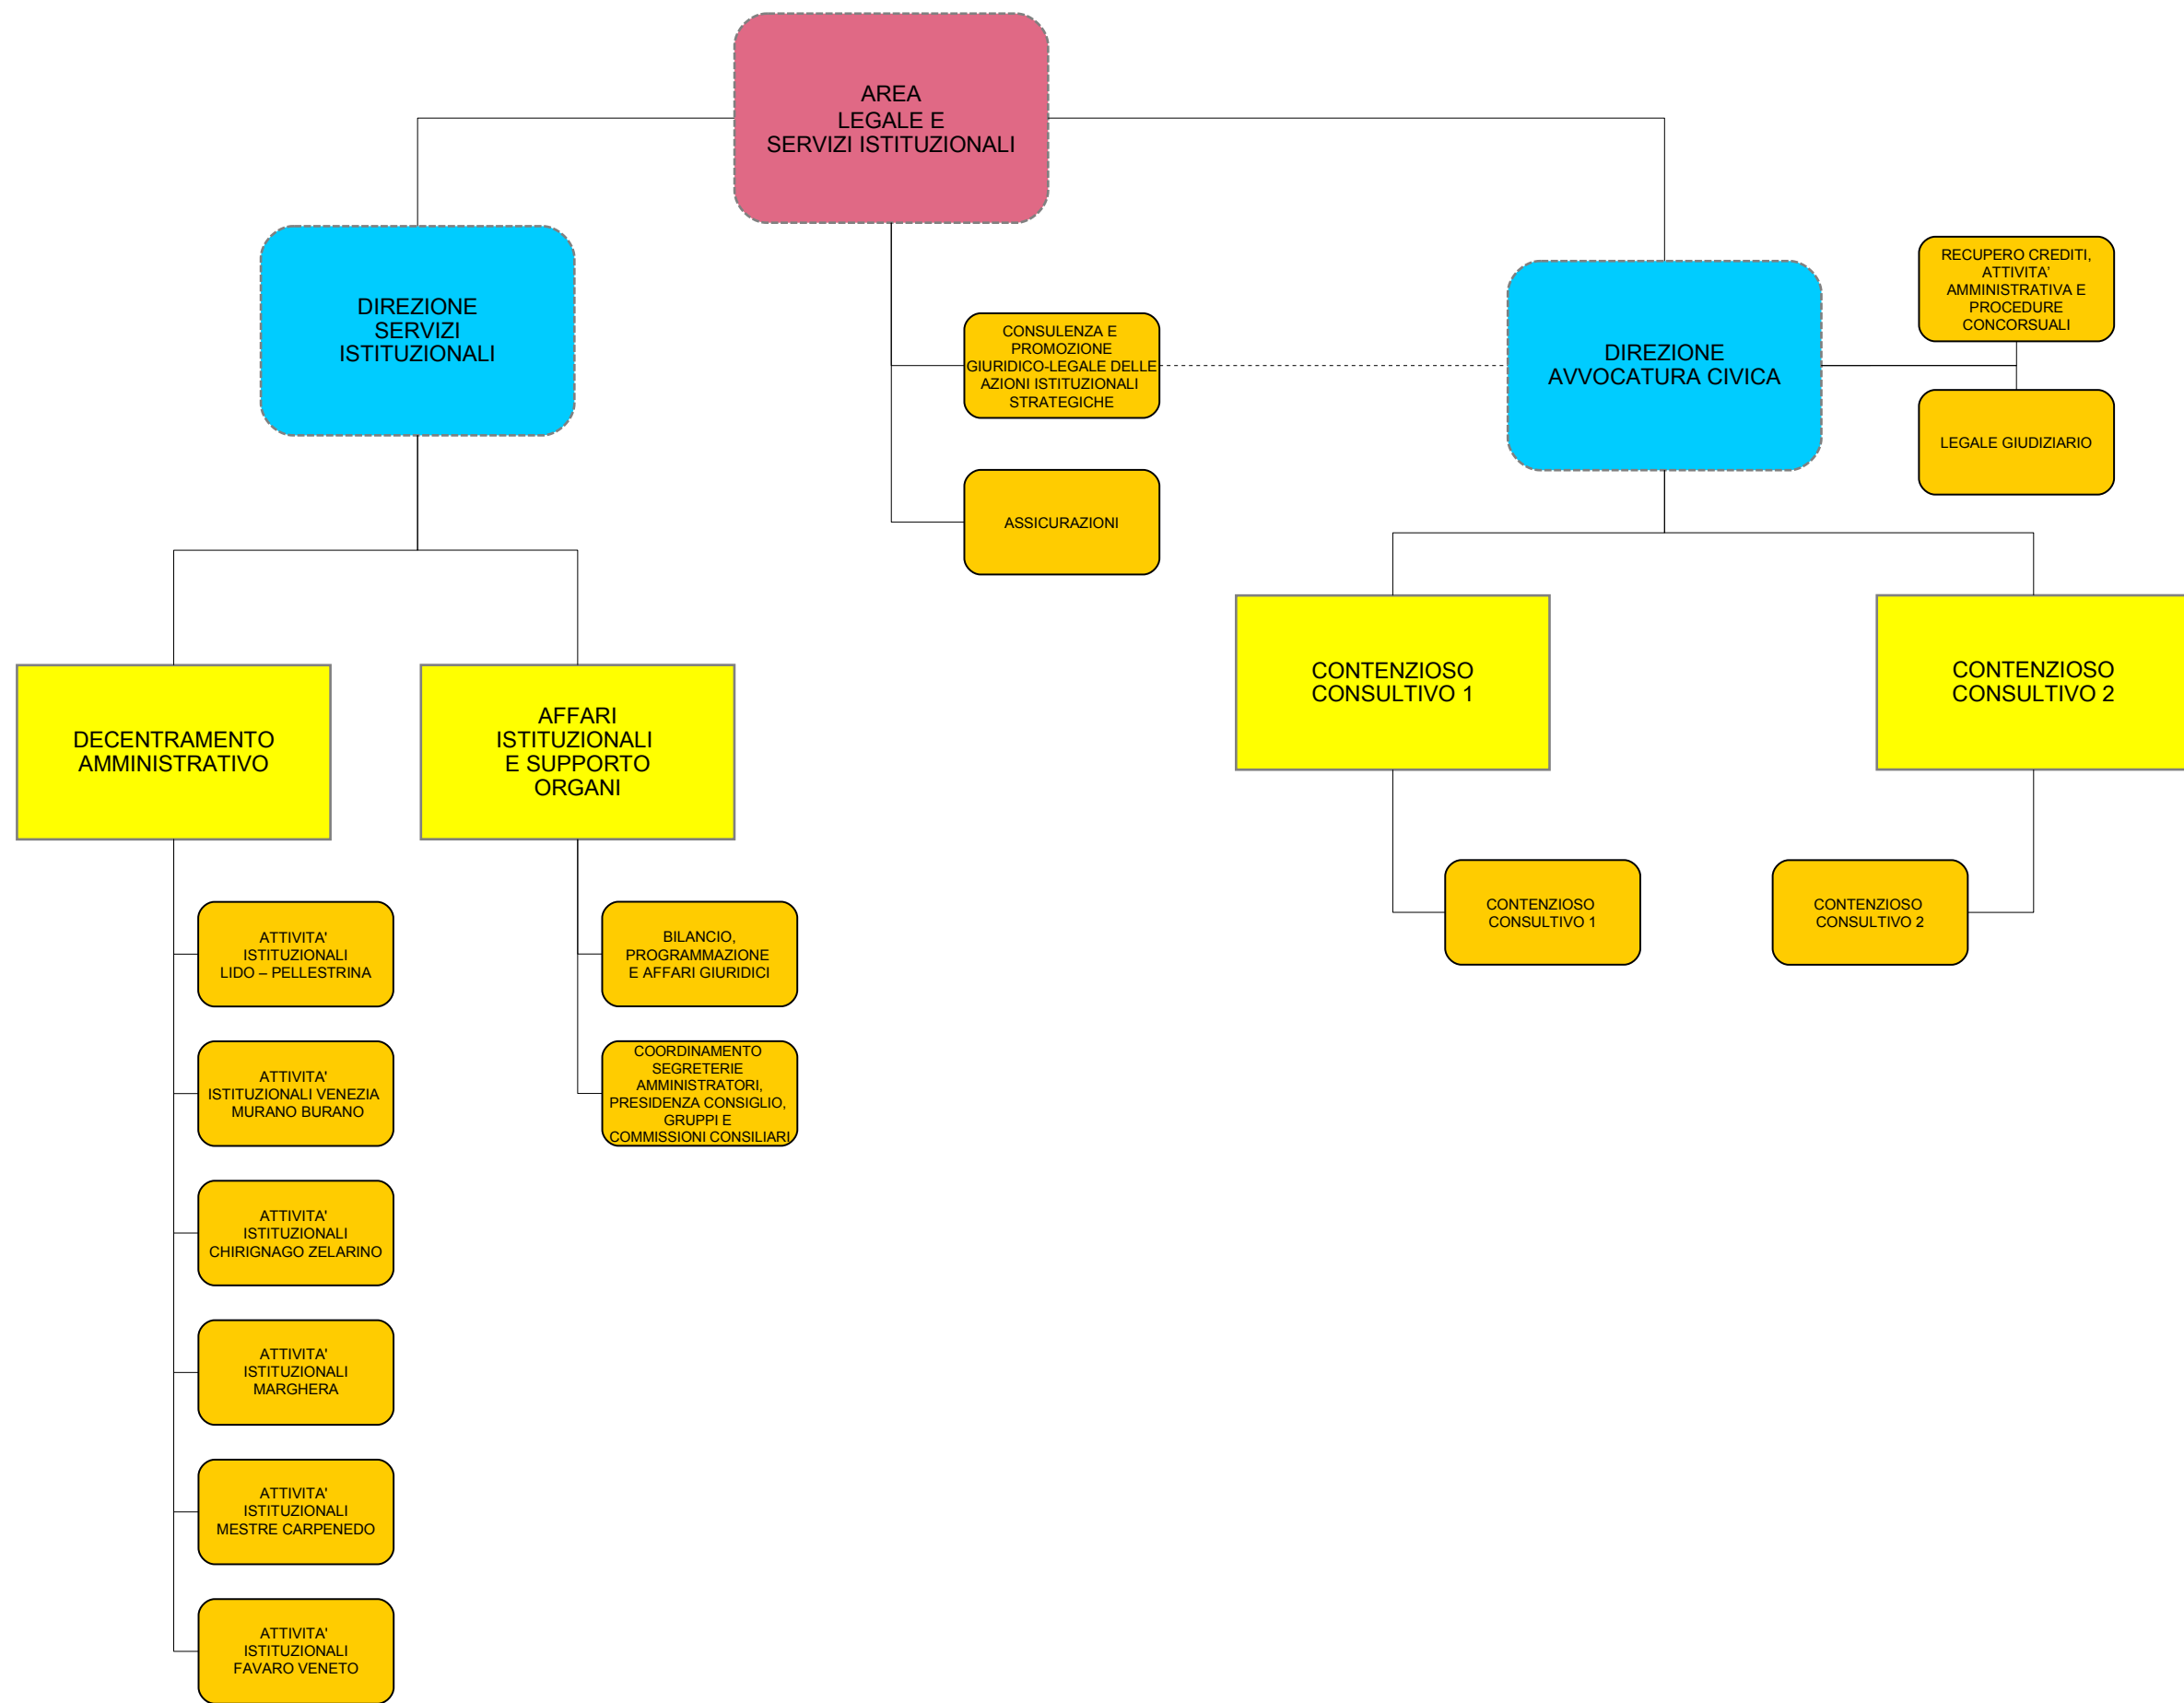 AREA
LEGALE E
SERVIZI ISTITUZIONALI
DIREZIONE
SERVIZI
ISTITUZIONALI
CONSULENZA E
PROMOZIONE
GIURIDICO-LEGALE DELLE
AZIONI ISTITUZIONALI
STRATEGICHE
DIREZIONE
AVVOCATURA CIVICA
RECUPERO CREDITI,
ATTIVITA'
AMMINISTRATIVA E
PROCEDURE
CONCORSUALI
LEGALE GIUDIZIARIO
ASSICURAZIONI
DECENTRAMENTO
AMMINISTRATIVO
AFFARI
ISTITUZIONALI
E SUPPORTO
ORGANI
CONTENZIOSO
CONSULTIVO 1
CONTENZIOSO
CONSULTIVO 2
CONTENZIOSO
CONSULTIVO 1
CONTENZIOSO
CONSULTIVO 2
ATTIVITA'
ISTITUZIONALI
LIDO – PELLESTRINA
BILANCIO,
PROGRAMMAZIONE
E AFFARI GIURIDICI
ATTIVITA'
ISTITUZIONALI VENEZIA
MURANO BURANO
COORDINAMENTO
SEGRETERIE
AMMINISTRATORI,
PRESIDENZA CONSIGLIO,
GRUPPI E
COMMISSIONI CONSILIARI
ATTIVITA'
ISTITUZIONALI
CHIRIGNAGO ZELARINO
ATTIVITA'
ISTITUZIONALI
MARGHERA
ATTIVITA'
ISTITUZIONALI
MESTRE CARPENEDO
ATTIVITA'
ISTITUZIONALI
FAVARO VENETO